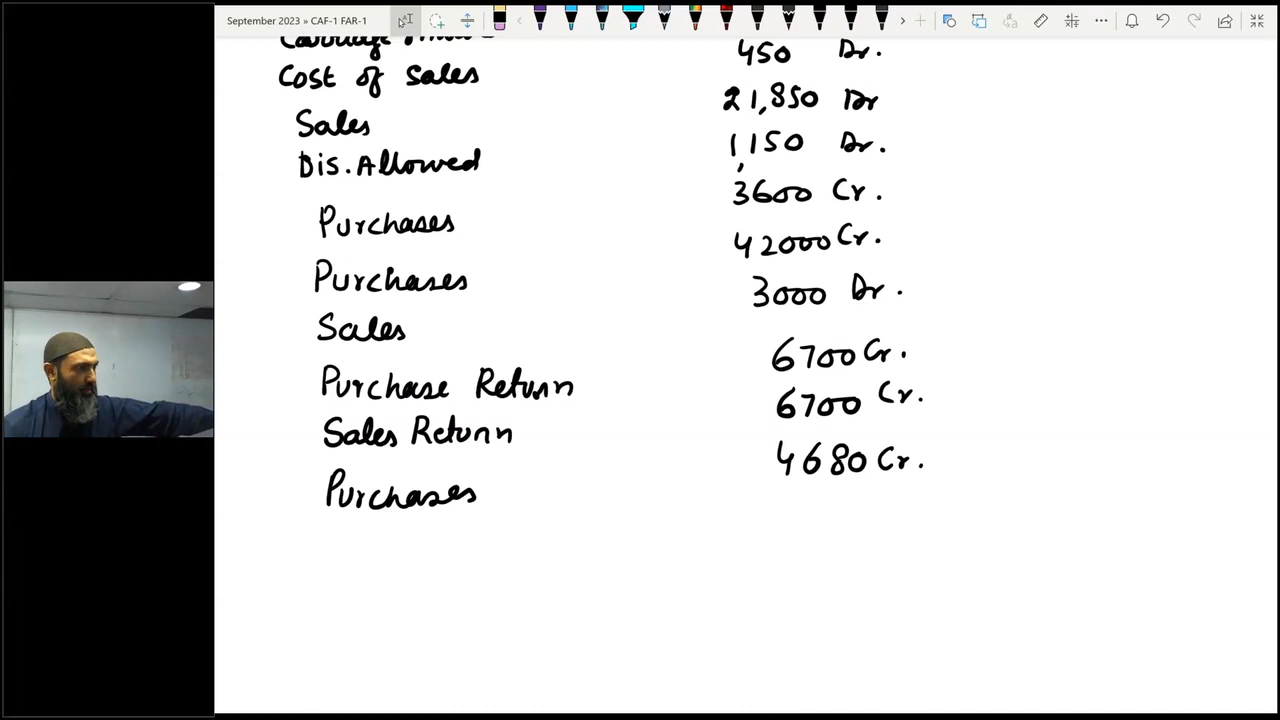 September 2023 » CAF-1 FAR-1
Carriage
450 Dr.
Cost of Sales
21,850 Dr
Sales
1,150 Dr.
Dis. Allowed
3600 Cr.
Purchases
42000 Cr.
Purchases
3000 Dr.
Sales
6700 Cr.
Purchase Return
6700 Cr.
Sales Return
4680 Cr.
Purchases